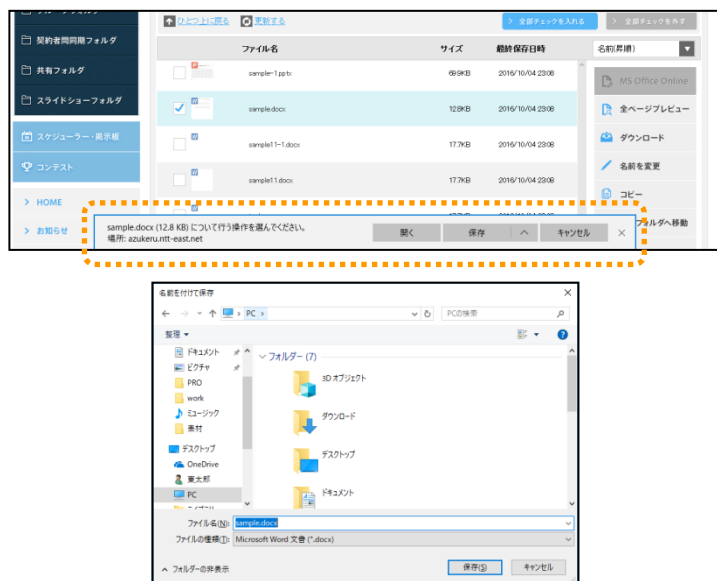 ひとつ上に戻る 更新する
> 全部チェックを入れる > 全部チェックを外す
契約者間同期フォルダ
共有フォルダ
スライドショーフォルダ
スケジューラー・掲示板
コンテスト
> HOME
> お知らせ
ファイル名 サイズ 最終保存日時 名前(昇順)
sample-1.pptx 69.9KB 2016/10/04 23:08
sample.docx 12.8KB 2016/10/04 23:08
sample11-1.docx 17.7KB 2016/10/04 23:08
sample11.docx 17.7KB 2016/10/04 23:08
MS Office Online
全ページプレビュー
ダウンロード
名前を変更
コピー
フォルダへ移動
sample.docx (12.8 KB) について行う操作を選んでください。
場所: azukeru.ntt-east.net
開く 保存 キャンセル ×
名前を付けて保存
PC › PCの検索
整理
ドキュメント
ピクチャ
PRO
work
ミュージック
素材
デスクトップ
OneDrive
東太郎
PC
フォルダー (7)
3D オブジェクト
ダウンロード
デスクトップ
ドキュメント
ファイル名(N): sample.docx
ファイルの種類(T): Microsoft Word 文書 (*.docx)
フォルダーの非表示 保存(S) キャンセル